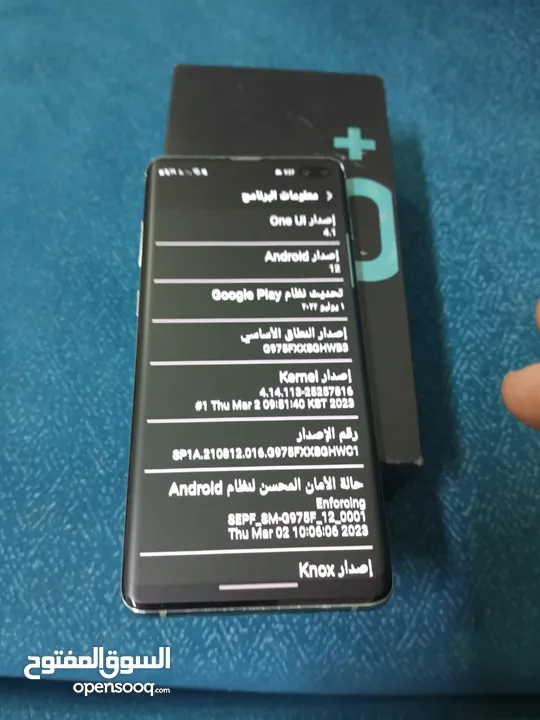 معلومات البرنامج
إصدار One UI
4.1
إصدار Android
12
تحديث نظام Google Play
١ يوليو ٢٠٢٢
إصدار النطاق الأساسي
G975FXXSGHWB3
إصدار Kernel
4.14.113-25257816
#1 Thu Mar 2 09:51:40 KST 2023
رقم الإصدار
SP1A.210812.016.G975FXXSGHWC1
حالة الأمان المحسن لنظام Android
Enforcing
SEPF_SM-G975F_12_0001
Thu Mar 02 10:06:06 2023
إصدار Knox
السوق المفتوح
opensooq.com